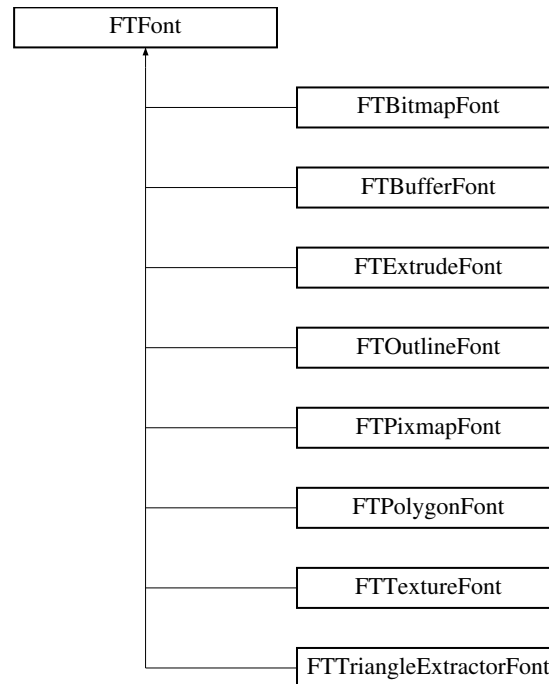 FTFont
FTBitmapFont
FTBufferFont
FTExtrudeFont
FTOutlineFont
FTPixmapFont
FTPolygonFont
FTTextureFont
FTTriangleExtractorFont